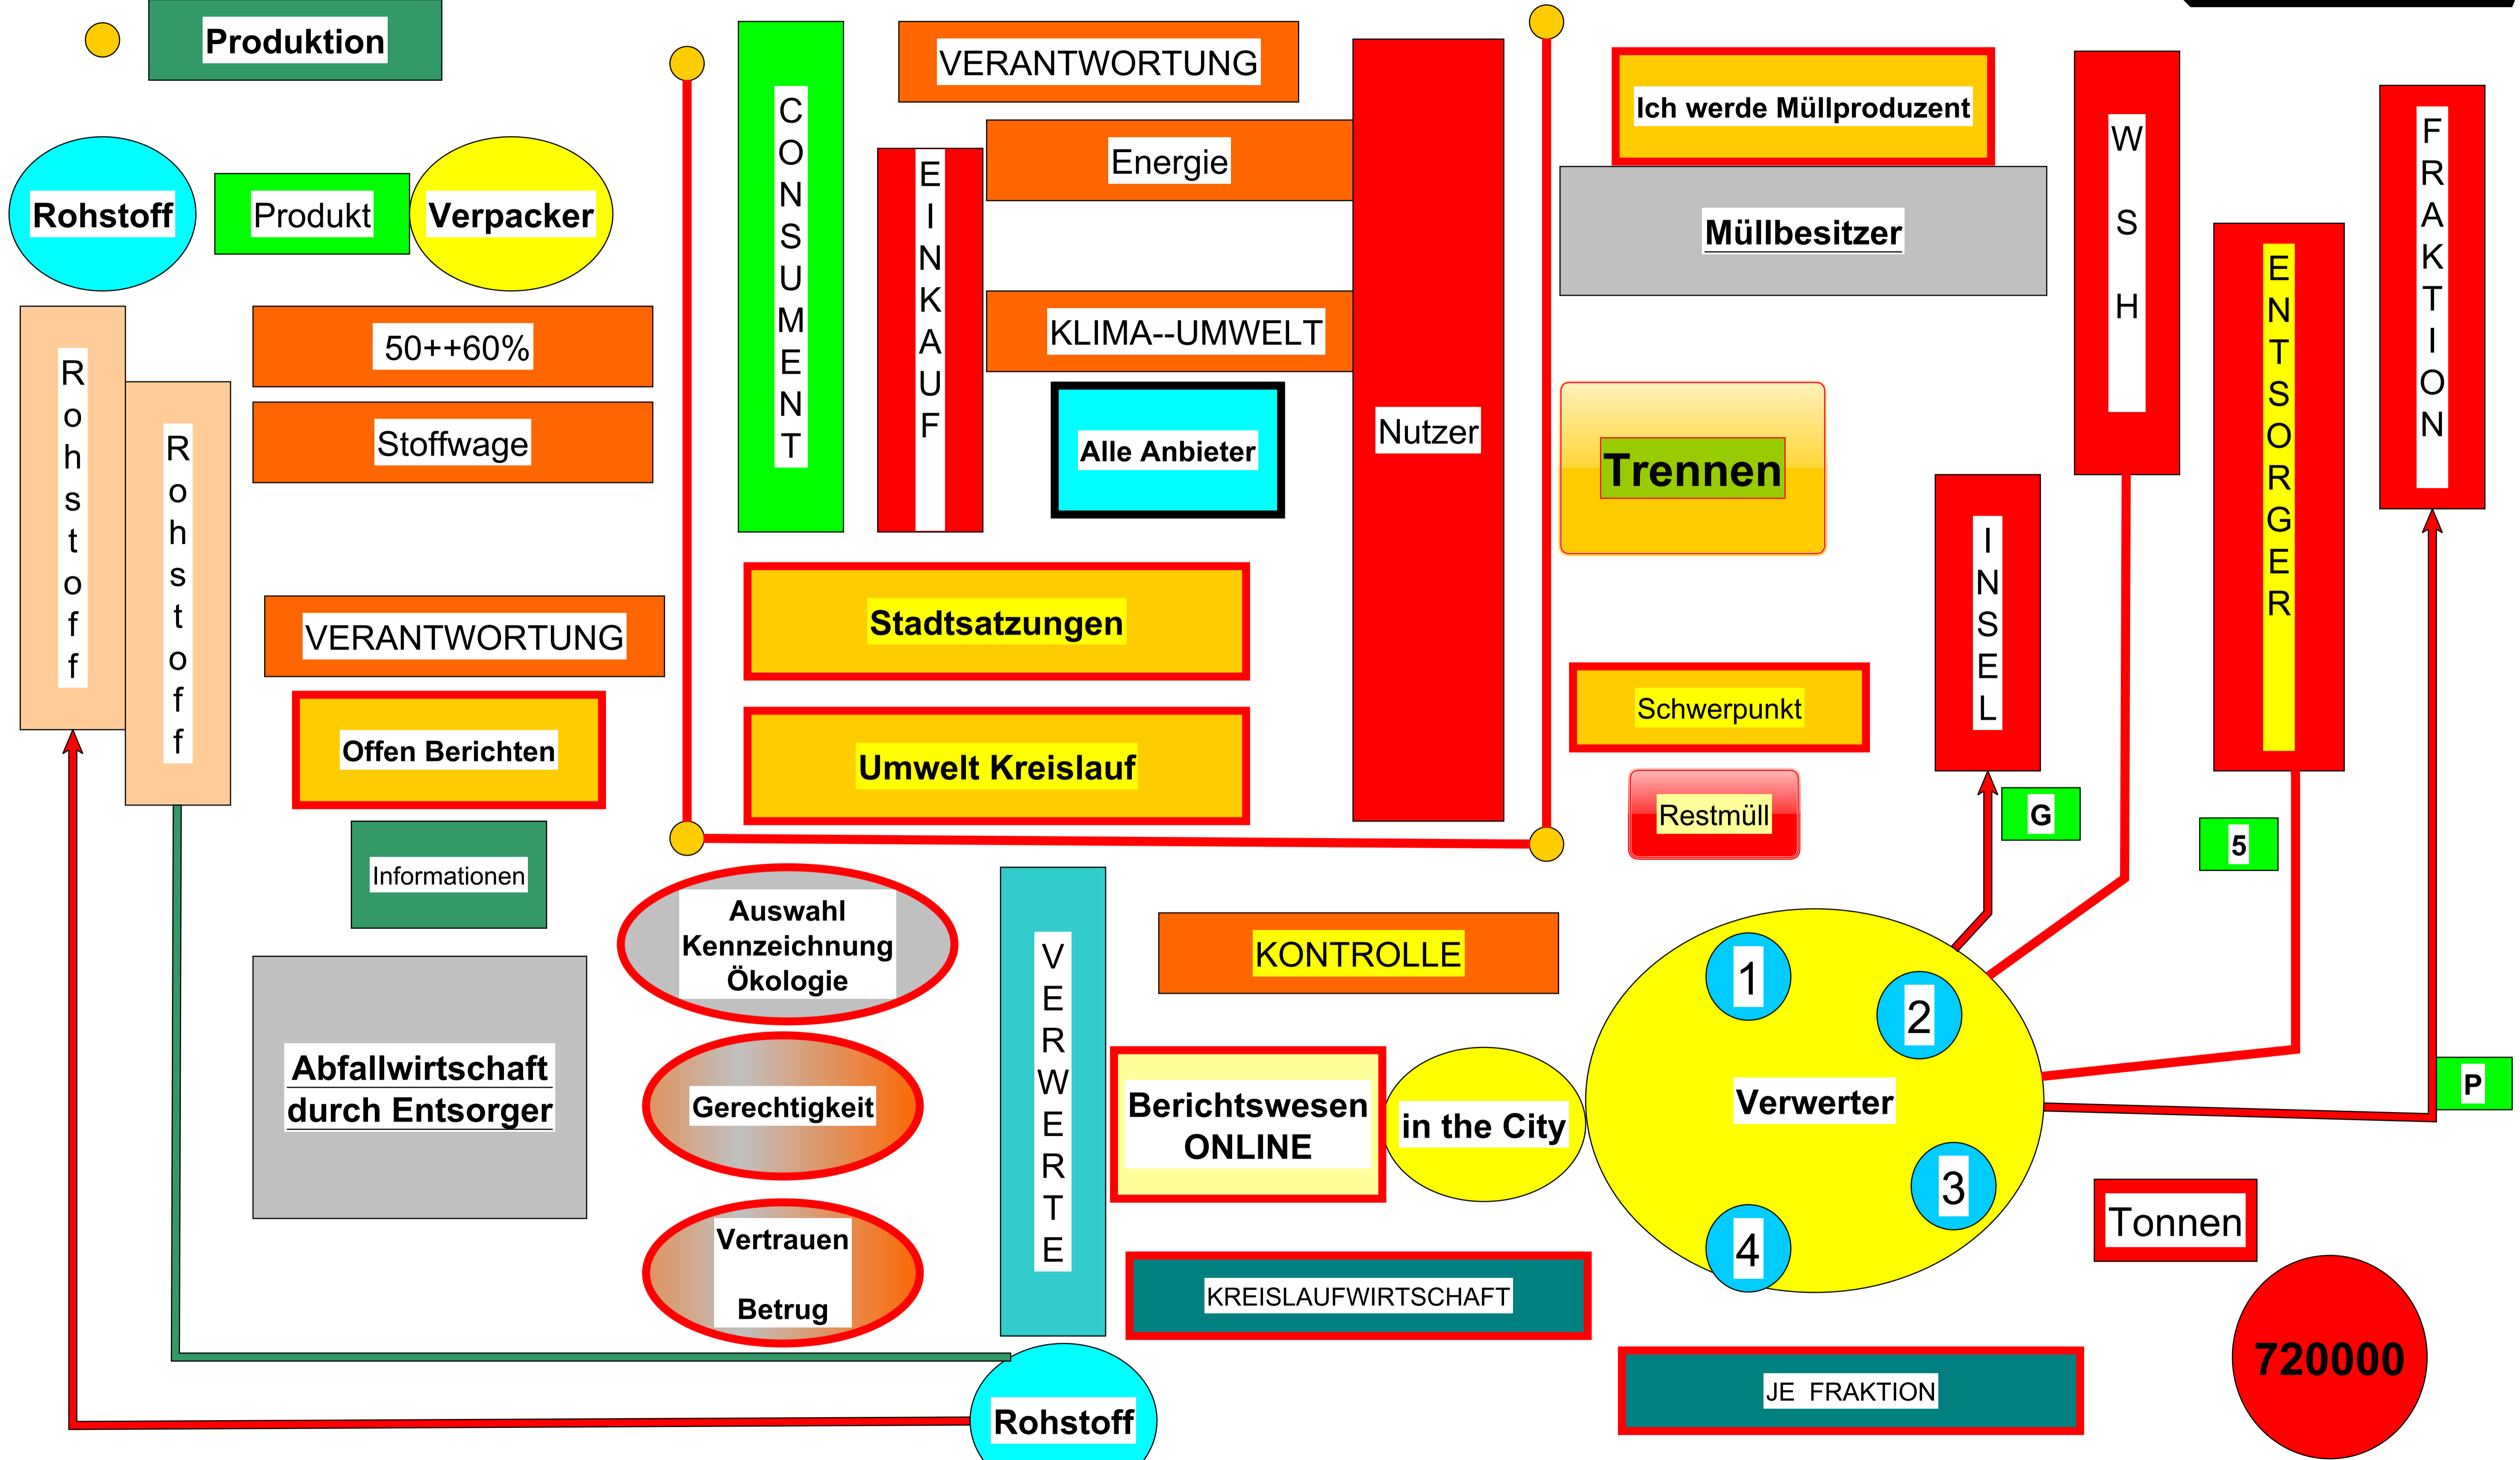 Produktion
Rohstoff
Produkt
Verpacker
Rohstoff
Rohstoff
50++60%
Stoffwage
VERANTWORTUNG
Offen Berichten
Informationen
Abfallwirtschaft
durch Entsorger
CONSUMENT
EINKAUF
VERANTWORTUNG
Energie
KLIMA--UMWELT
Alle Anbieter
Nutzer
Stadtsatzungen
Umwelt Kreislauf
Ich werde Müllproduzent
Müllbesitzer
Trennen
Schwerpunkt
Restmüll
W S H
INSEL
ENTSORGER
FRAKTION
G
5
P
Auswahl
Kennzeichnung
Ökologie
Gerechtigkeit
Vertrauen
Betrug
VERWERTE
KONTROLLE
Berichtswesen
ONLINE
in the City
KREISLAUFWIRTSCHAFT
1
2
Verwerter
3
4
Tonnen
720000
JE FRAKTION
Rohstoff